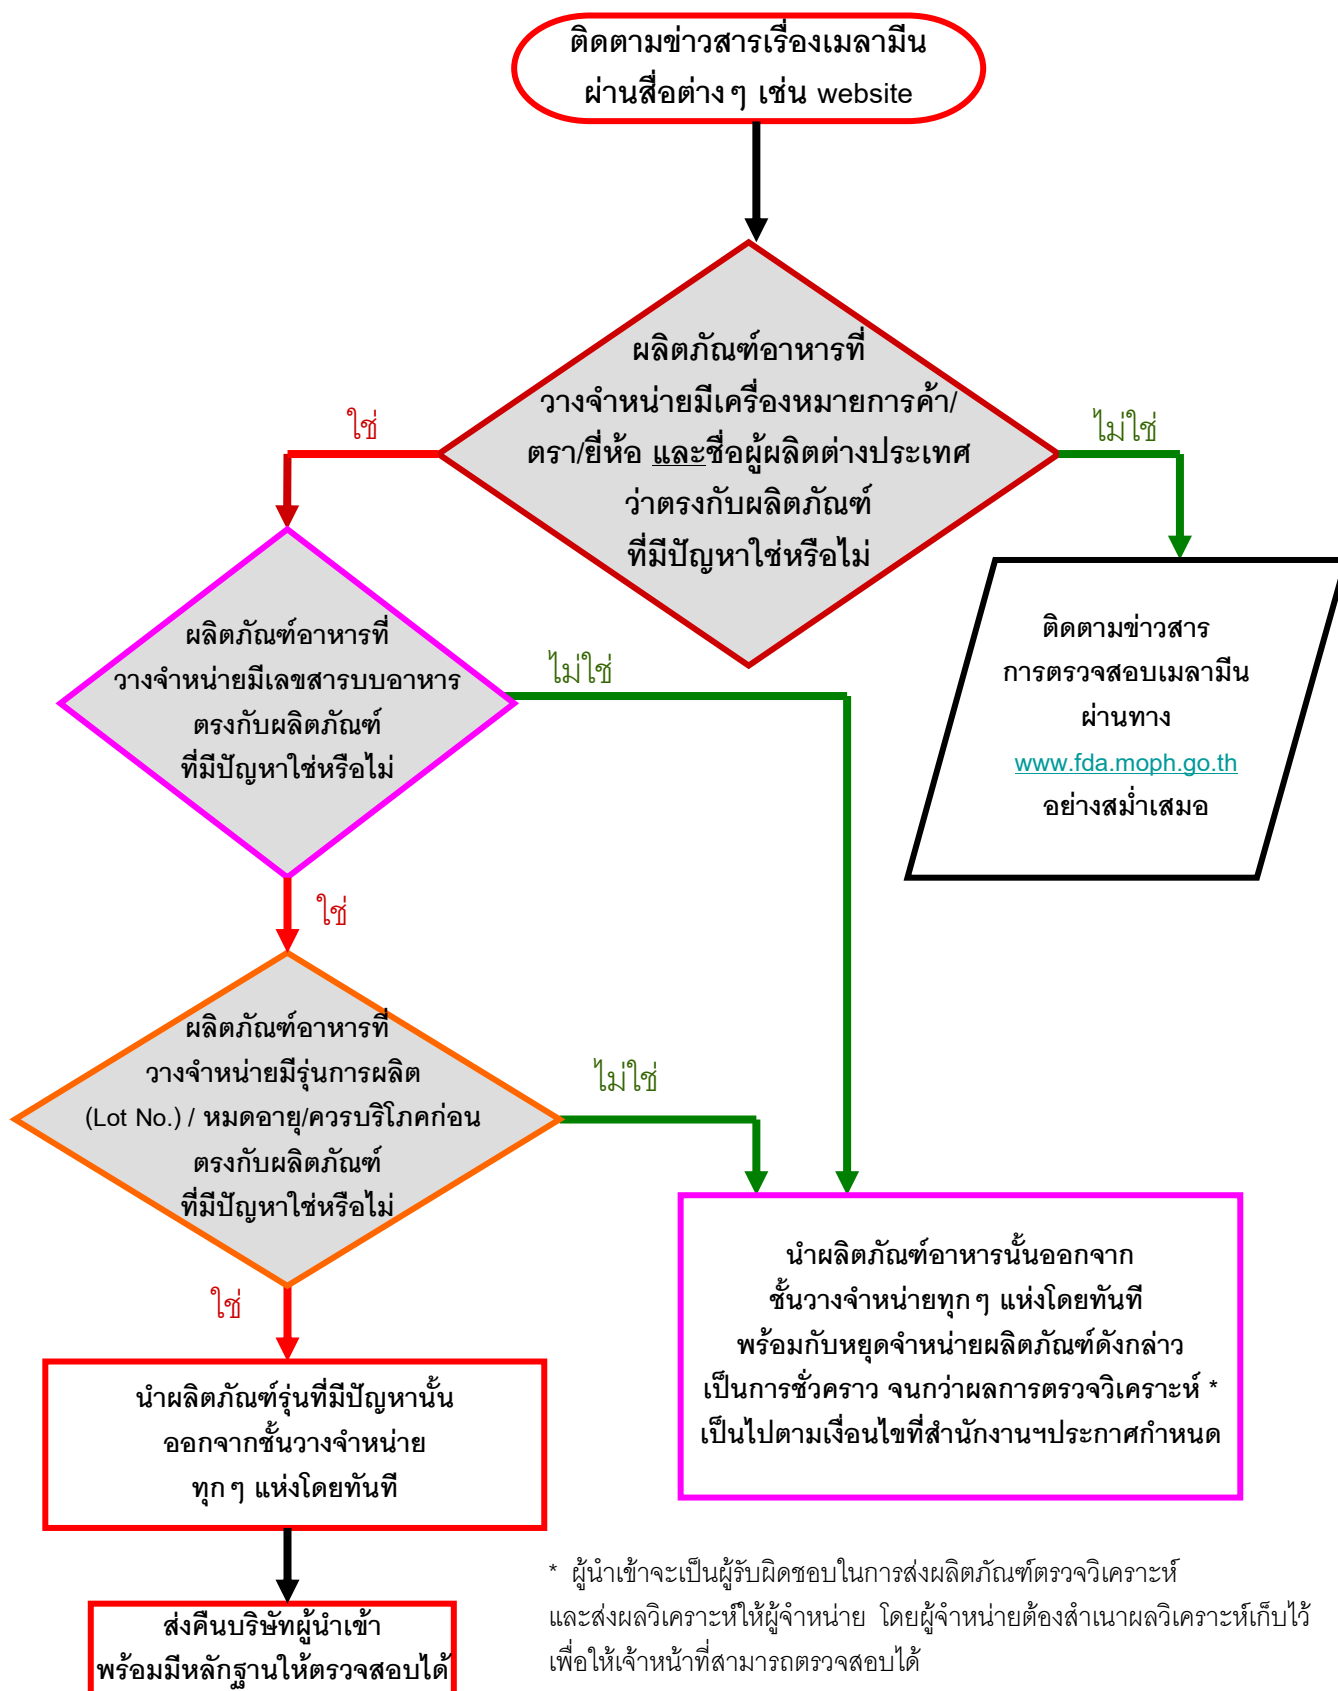 ติดตามข่าวสารเรื่องเมลามีน
ผ่านสื่อต่างๆ เช่น website
ผลิตภัณฑ์อาหารที่
วางจำหน่ายมีเครื่องหมายการค้า/
ตรา/ยี่ห้อ และชื่อผู้ผลิตต่างประเทศ
ว่าตรงกับผลิตภัณฑ์
ที่มีปัญหาใช่หรือไม่
ใช่
ไม่ใช่
ติดตามข่าวสาร
การตรวจสอบเมลามีน
ผ่านทาง
www.fda.moph.go.th
อย่างสม่ำเสมอ
ผลิตภัณฑ์อาหารที่
วางจำหน่ายมีเลขสารบบอาหาร
ตรงกับผลิตภัณฑ์
ที่มีปัญหาใช่หรือไม่
ไม่ใช่
ใช่
ผลิตภัณฑ์อาหารที่
วางจำหน่ายมีรุ่นการผลิต
(Lot No.) / หมดอายุ/ควรบริโภคก่อน
ตรงกับผลิตภัณฑ์
ที่มีปัญหาใช่หรือไม่
ไม่ใช่
ใช่
นำผลิตภัณฑ์อาหารนั้นออกจาก
ชั้นวางจำหน่ายทุกๆ แห่งโดยทันที
พร้อมกับหยุดจำหน่ายผลิตภัณฑ์ดังกล่าว
เป็นการชั่วคราว จนกว่าผลการตรวจวิเคราะห์ *
เป็นไปตามเงื่อนไขที่สำนักงานฯประกาศกำหนด
นำผลิตภัณฑ์รุ่นที่มีปัญหานั้น
ออกจากชั้นวางจำหน่าย
ทุกๆ แห่งโดยทันที
ส่งคืนบริษัทผู้นำเข้า
พร้อมมีหลักฐานให้ตรวจสอบได้
* ผู้นำเข้าจะเป็นผู้รับผิดชอบในการส่งผลิตภัณฑ์ตรวจวิเคราะห์
และส่งผลวิเคราะห์ให้ผู้จำหน่าย โดยผู้จำหน่ายต้องสำเนาผลวิเคราะห์เก็บไว้
เพื่อให้เจ้าหน้าที่สามารถตรวจสอบได้